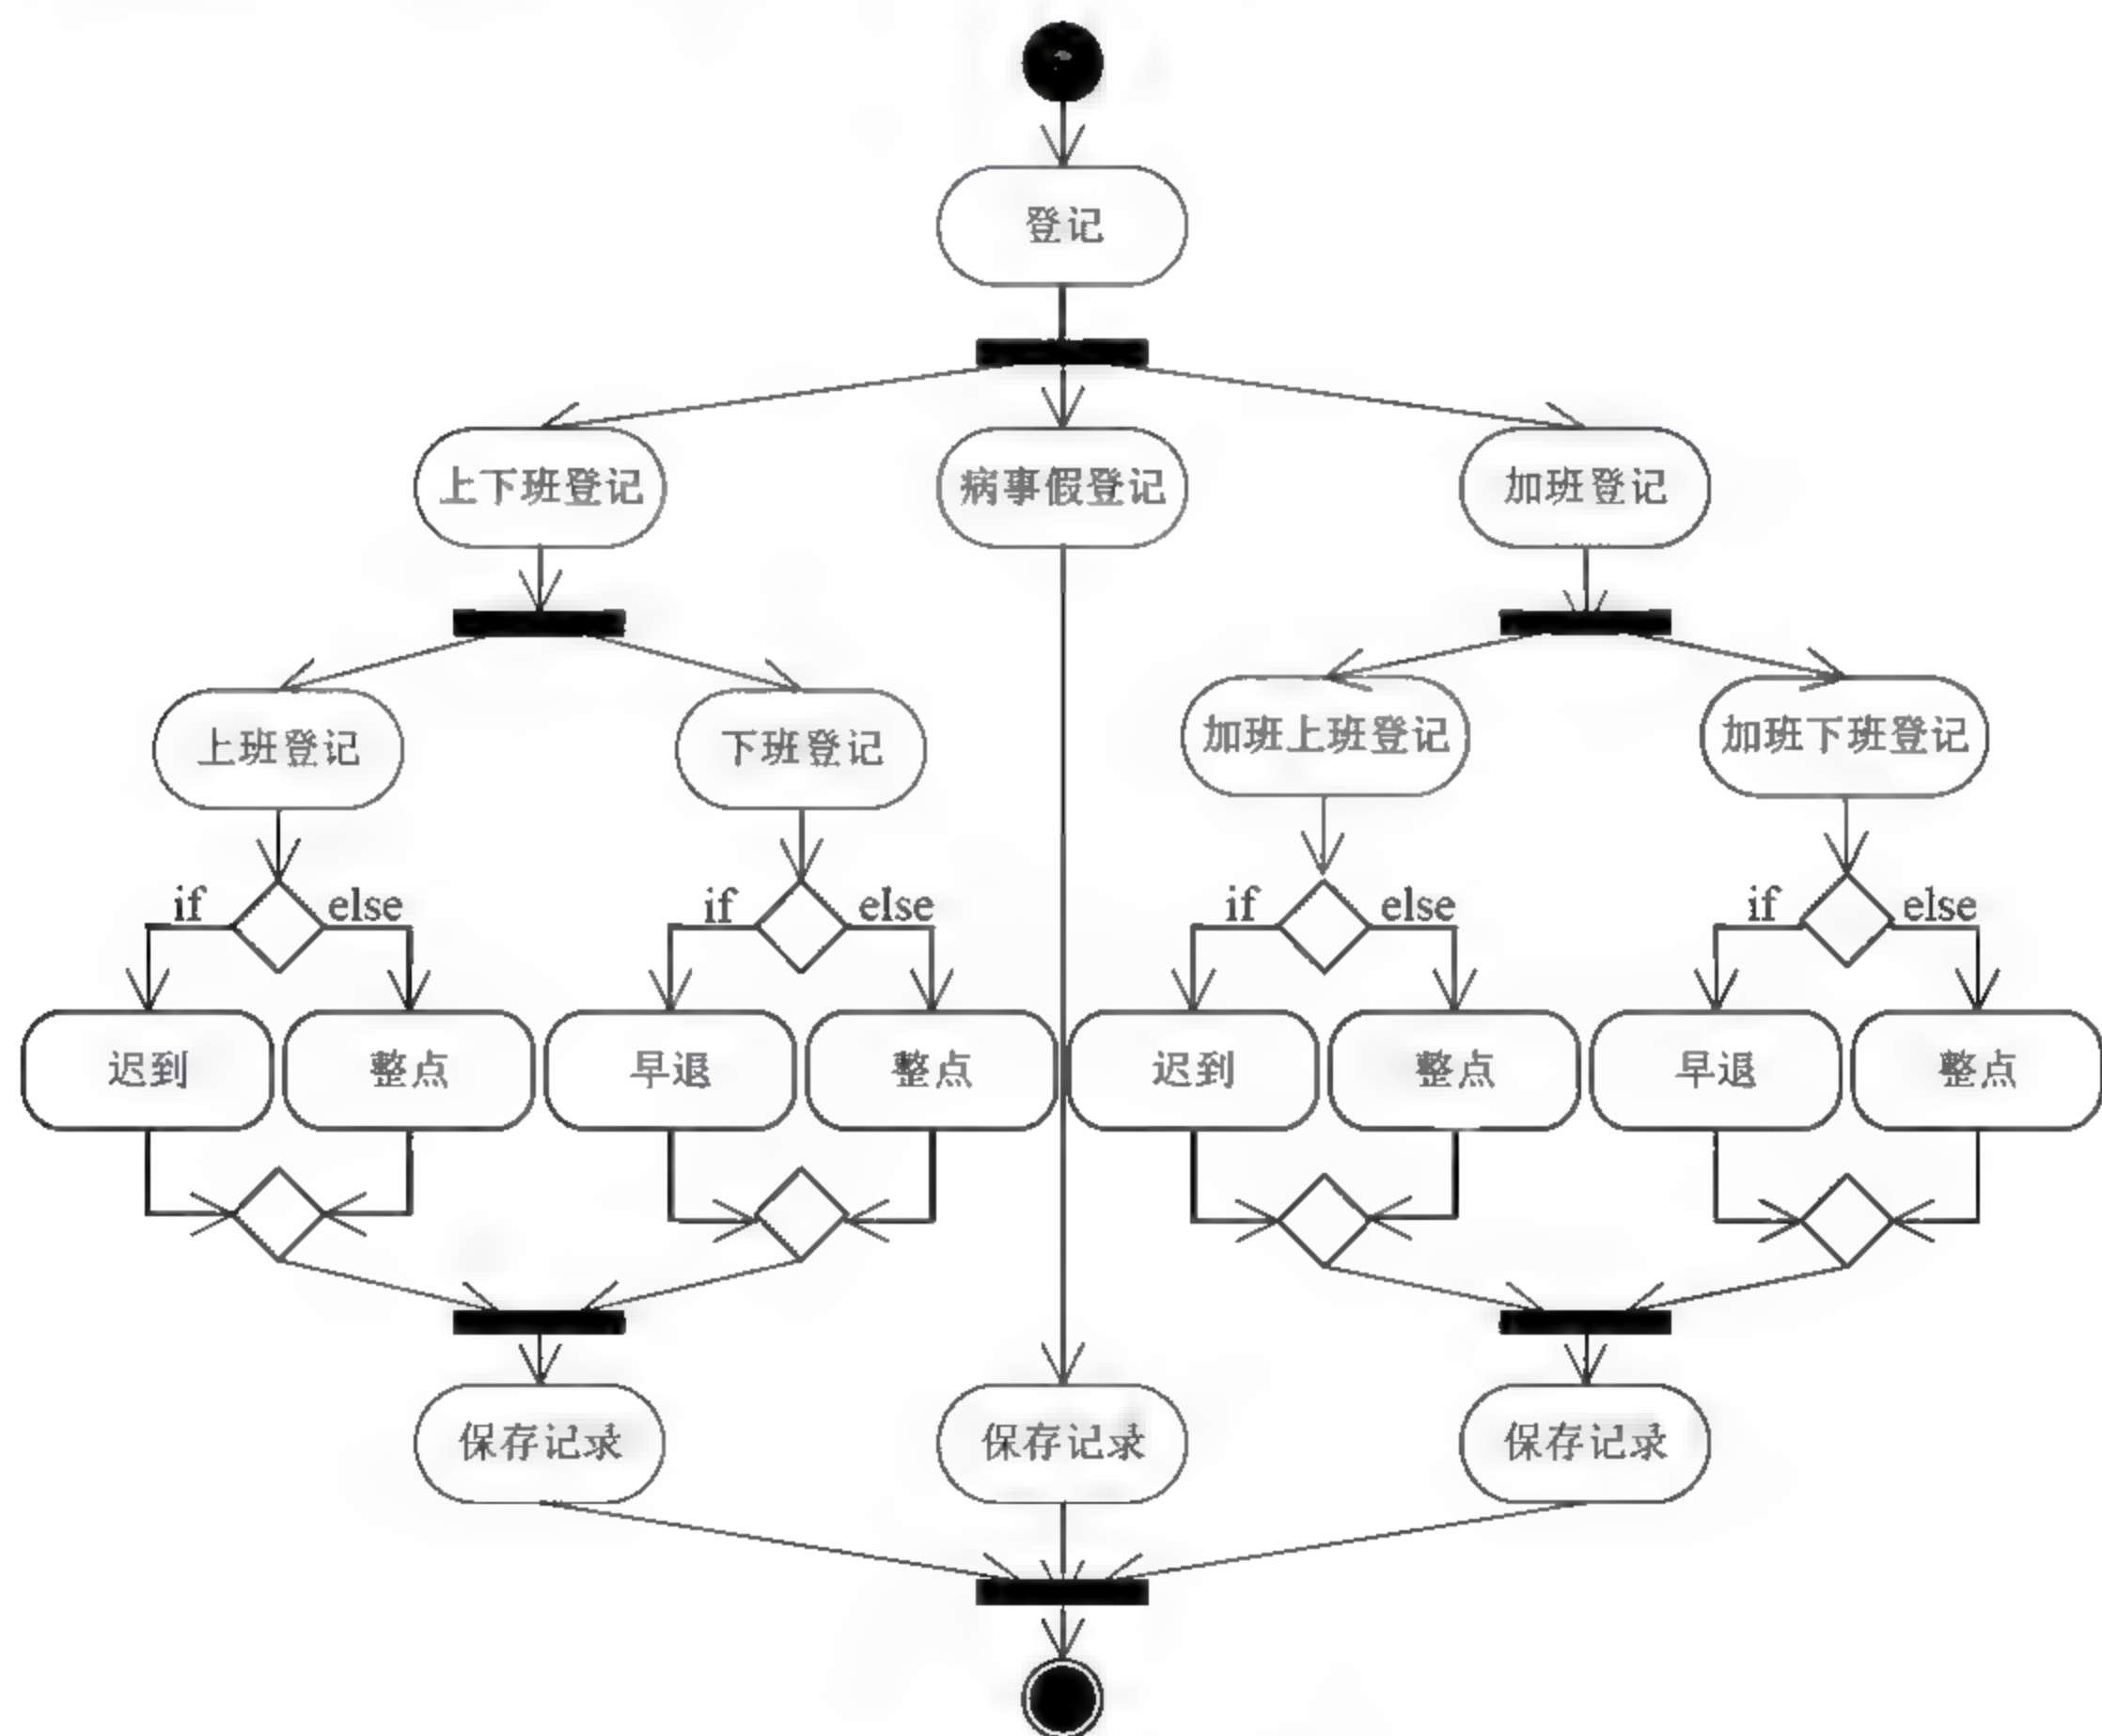 登记
上下班登记
病事假登记
加班登记
上班登记
下班登记
加班上班登记
加班下班登记
if
else
if
else
if
else
if
else
迟到
整点
早退
整点
迟到
整点
早退
整点
保存记录
保存记录
保存记录